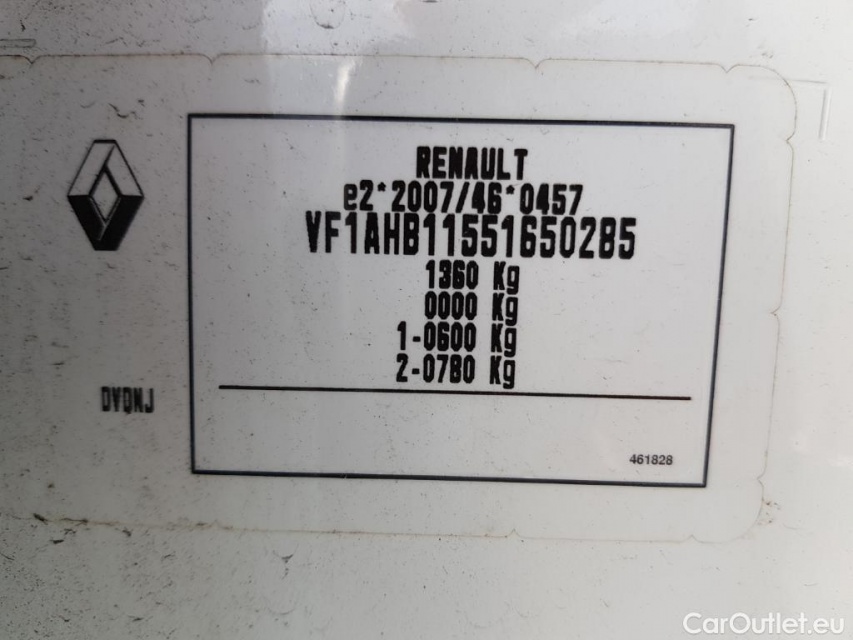 RENAULT
e2*2007/46*0457
VF1AHB11551650285
1360 Kg
0000 Kg
1-0600 Kg
2-0780 Kg
DVQNJ
461828
CarOutlet.eu